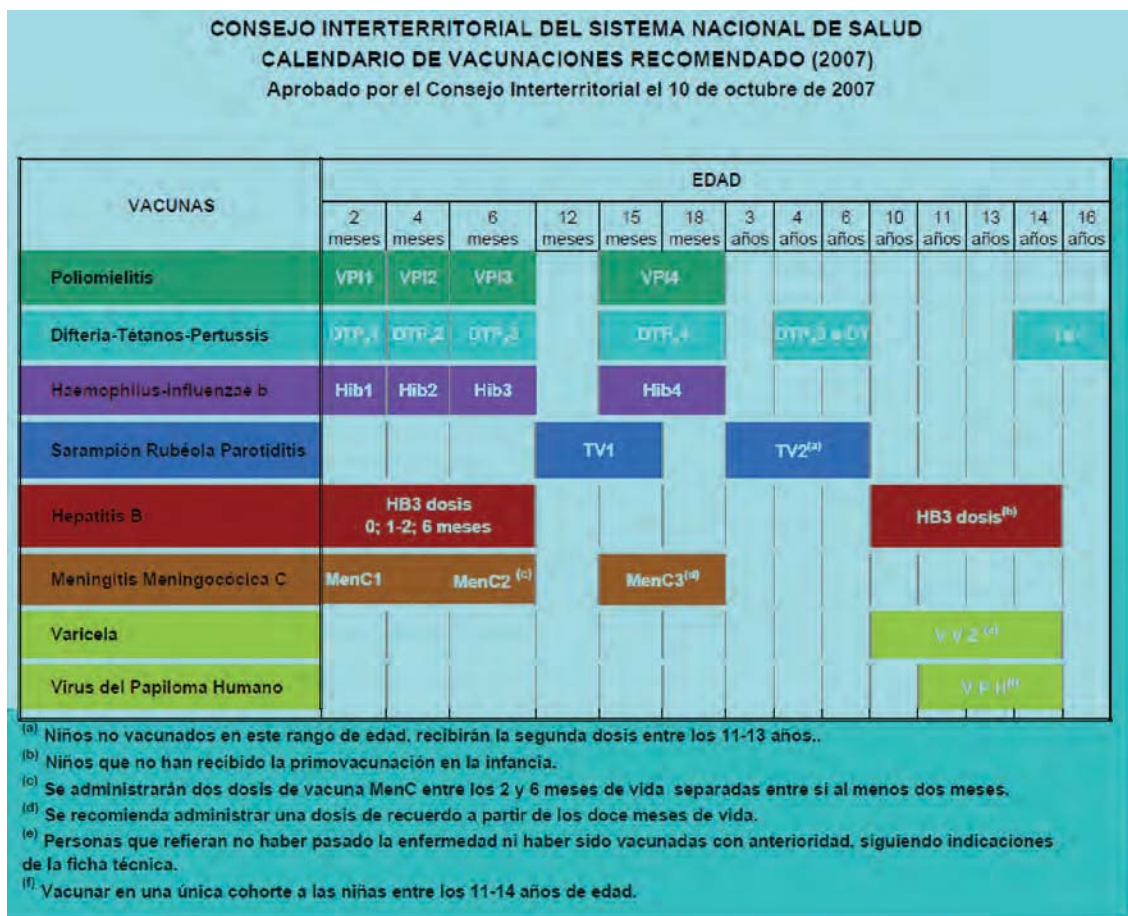 CONSEJO INTERTERRITORIAL DEL SISTEMA NACIONAL DE SALUD
CALENDARIO DE VACUNACIONES RECOMENDADO (2007)
Aprobado por el Consejo Interterritorial el 10 de octubre de 2007
VACUNAS
EDAD
2 meses 4 meses 6 meses 12 meses 15 meses 18 meses 3 años 4 años 6 años 10 años 11 años 13 años 14 años 16 años
Poliomielitis VPI1 VPI2 VPI3 VPI4
Difteria-Tétanos-Pertussis
Haemophilus-influenzae b Hib1 Hib2 Hib3 Hib4
Sarampión Rubéola Parotiditis TV1 TV2(a)
Hepatitis B HB3 dosis
0; 1-2; 6 meses HB3 dosis(b)
Meningitis Meningocócica C MenC1 MenC2 (c) MenC3(d)
Varicela V V Z
Virus del Papiloma Humano V P H
(a) Niños no vacunados en este rango de edad, recibirán la segunda dosis entre los 11-13 años..
(b) Niños que no han recibido la primovacunación en la infancia.
(c) Se administrarán dos dosis de vacuna MenC entre los 2 y 6 meses de vida separadas entre si al menos dos meses.
(d) Se recomienda administrar una dosis de recuerdo a partir de los doce meses de vida.
(e) Personas que refieran no haber pasado la enfermedad ni haber sido vacunadas con anterioridad, siguiendo indicaciones
de la ficha técnica.
(f) Vacunar en una única cohorte a las niñas entre los 11-14 años de edad.